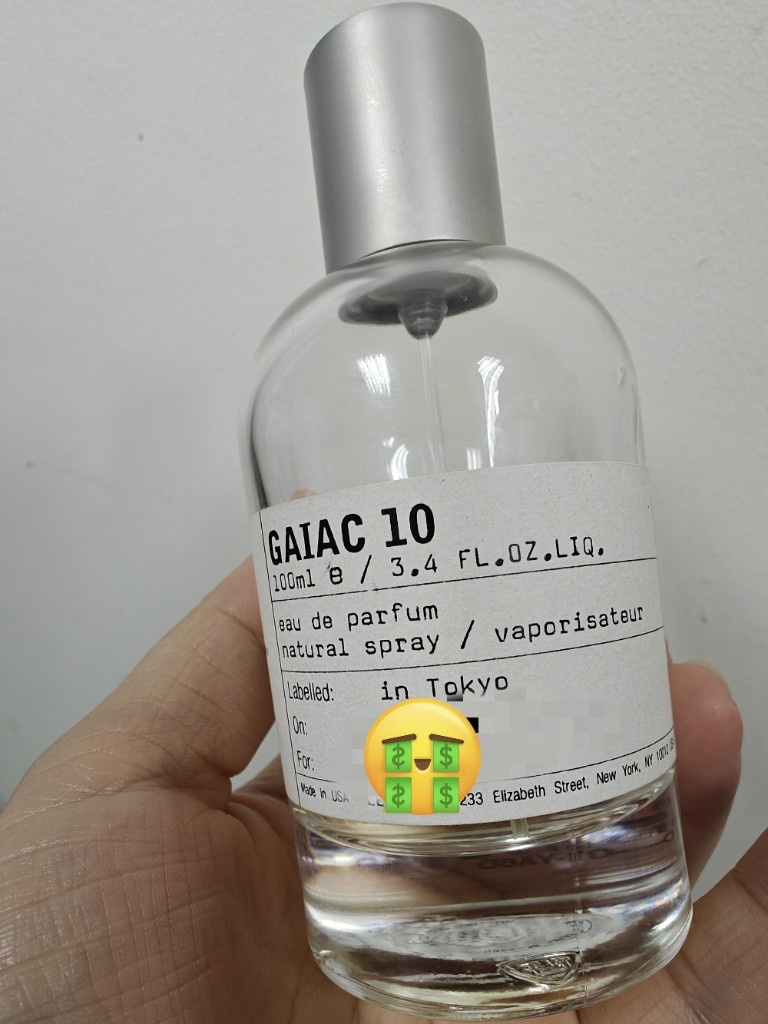 GAIAC 10
100ml e / 3.4 FL.OZ.LIQ.
eau de parfum
natural spray / vaporisateur
Labelled: in Tokyo
On:
For:
Made in USA 233 Elizabeth Street, New York, NY 10012